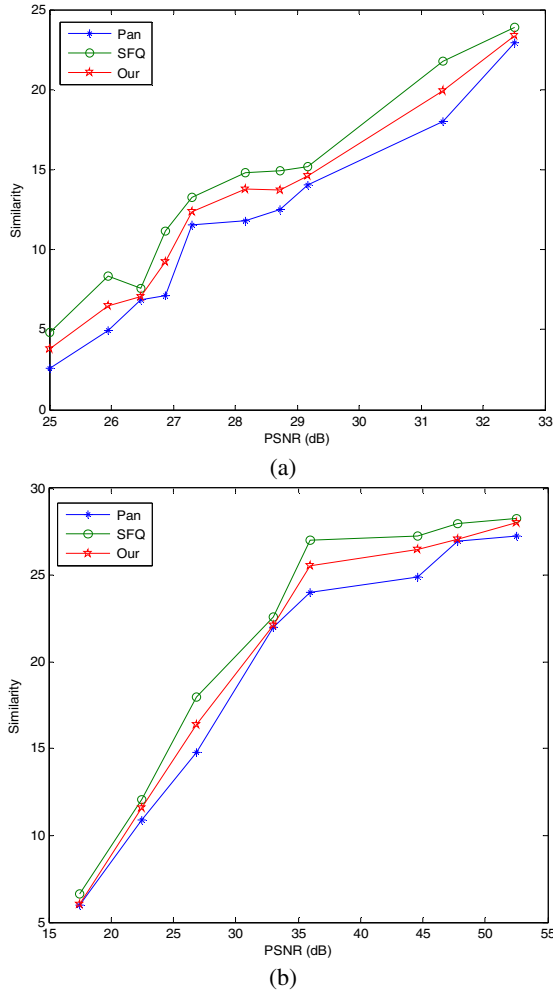 25
20
15
10
5
0
Similarity
Pan
SFQ
Our
25 26 27 28 29 30 31 32 33
PSNR (dB)
(a)
30
25
20
15
10
5
Similarity
Pan
SFQ
Our
15 20 25 30 35 40 45 50 55
PSNR (dB)
(b)